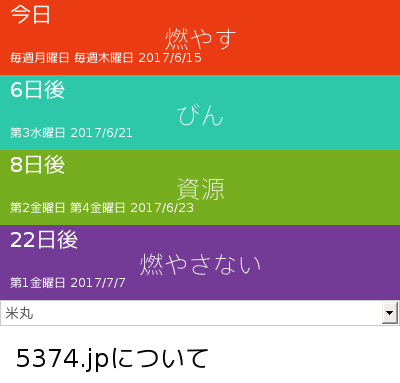 今日
燃やす
毎週月曜日 毎週木曜日 2017/6/15
6日後
びん
第3水曜日 2017/6/21
8日後
資源
第2金曜日 第4金曜日 2017/6/23
22日後
燃やさない
第1金曜日 2017/7/7
米丸
5374.jpについて